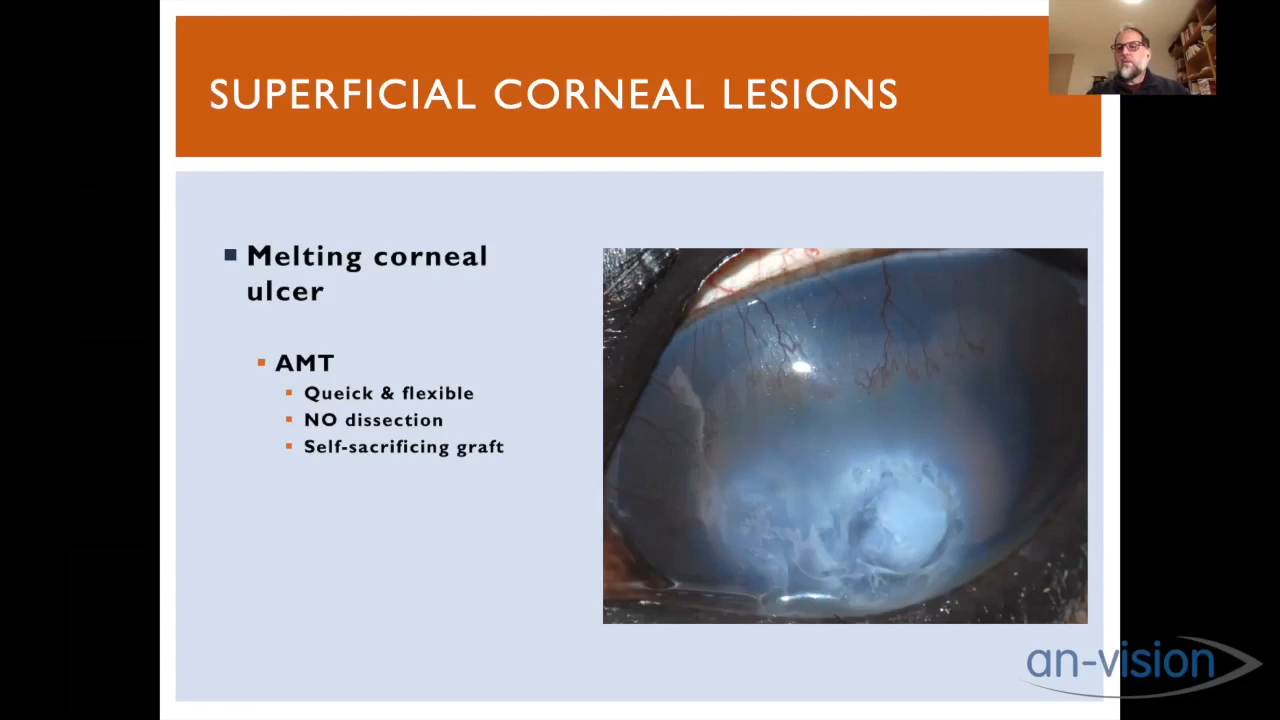 SUPERFICIAL CORNEAL LESIONS
Melting corneal
ulcer
AMT
Queick & flexible
NO dissection
Self-sacrificing graft
an-vision